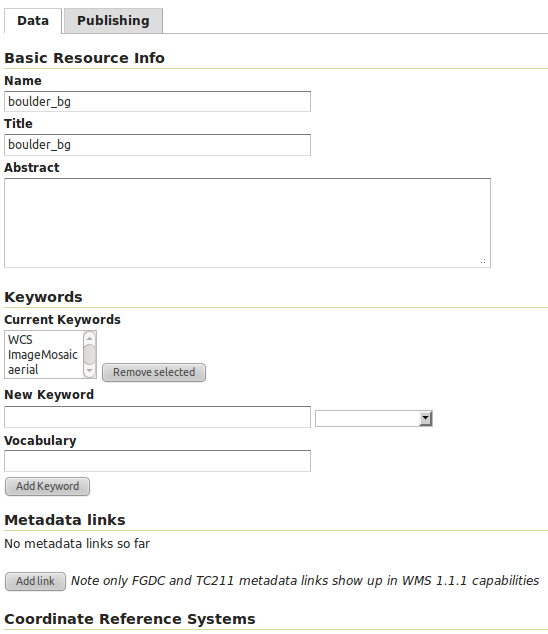 Data Publishing
Basic Resource Info
Name
boulder_bg
Title
boulder_bg
Abstract
Keywords
Current Keywords
WCS
ImageMosaic
aerial
Remove selected
New Keyword
Vocabulary
Add Keyword
Metadata links
No metadata links so far
Add link Note only FGDC and TC211 metadata links show up in WMS 1.1.1 capabilities
Coordinate Reference Systems